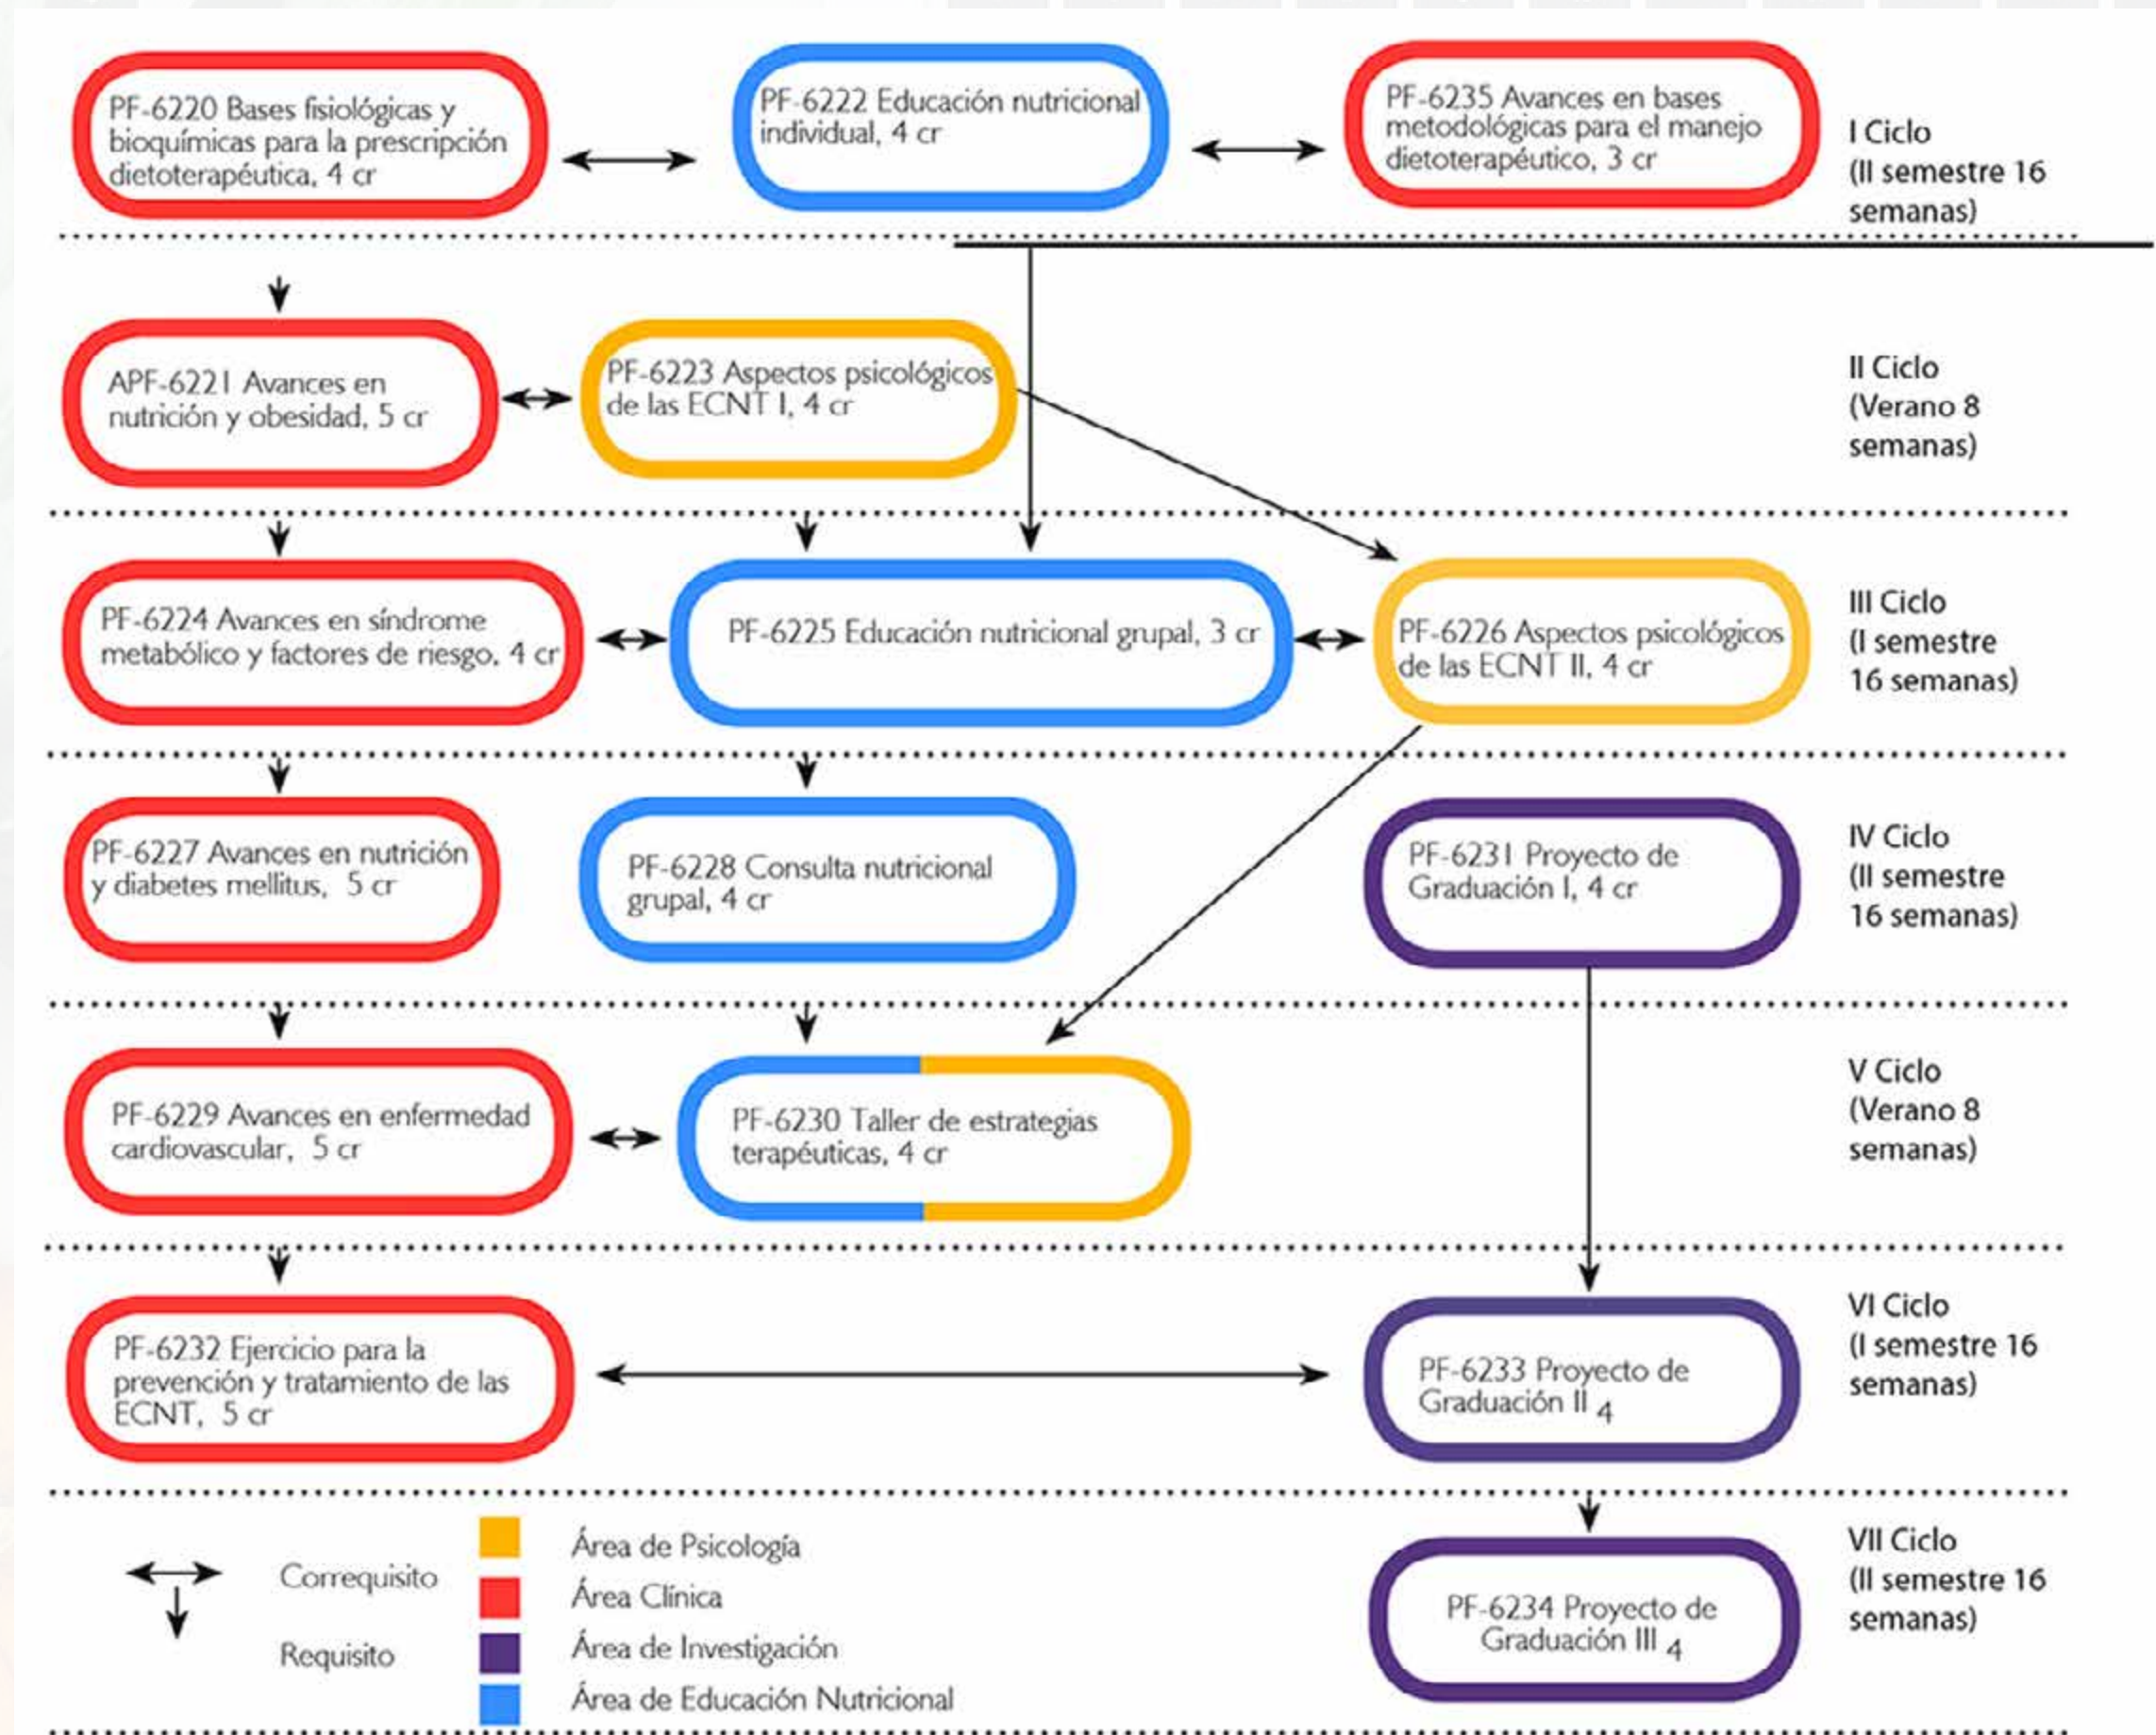 PF-6220 Bases fisiológicas y
bioquímicas para la prescripción
dietoterapéutica, 4 cr
PF-6222 Educación nutricional
individual, 4 cr
PF-6235 Avances en bases
metodológicas para el manejo
dietoterapéutico, 3 cr
I Ciclo
(II semestre 16
semanas)
APF-6221 Avances en
nutrición y obesidad, 5 cr
PF-6223 Aspectos psicológicos
de las ECNT I, 4 cr
II Ciclo
(Verano 8
semanas)
PF-6224 Avances en síndrome
metabólico y factores de riesgo, 4 cr
PF-6225 Educación nutricional grupal, 3 cr
PF-6226 Aspectos psicológicos
de las ECNT II, 4 cr
III Ciclo
(I semestre
16 semanas)
PF-6227 Avances en nutrición
y diabetes mellitus, 5 cr
PF-6228 Consulta nutricional
grupal, 4 cr
PF-6231 Proyecto de
Graduación I, 4 cr
IV Ciclo
(II semestre
16 semanas)
PF-6229 Avances en enfermedad
cardiovascular, 5 cr
PF-6230 Taller de estrategias
terapéuticas, 4 cr
V Ciclo
(Verano 8
semanas)
PF-6232 Ejercicio para la
prevención y tratamiento de las
ECNT, 5 cr
PF-6233 Proyecto de
Graduación II 4
VI Ciclo
(I semestre 16
semanas)
Correquisito
Requisito
Área de Psicología
Área Clínica
Área de Investigación
Área de Educación Nutricional
PF-6234 Proyecto de
Graduación III 4
VII Ciclo
(II semestre 16
semanas)